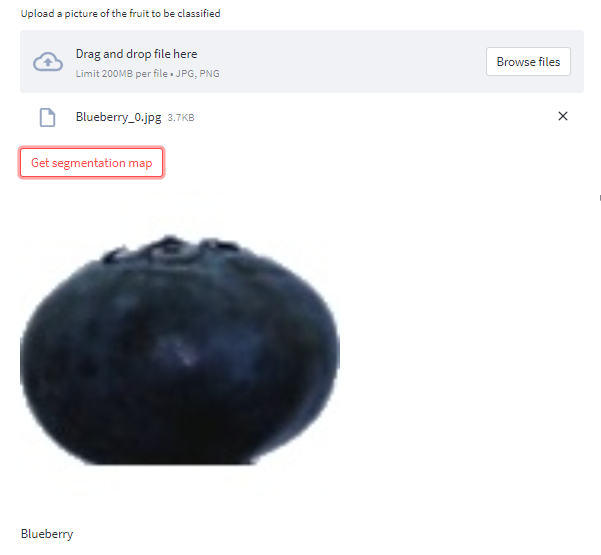 Upload a picture of the fruit to be classified
Drag and drop file here
Limit 200MB per file • JPG, PNG
Browse files
Blueberry_0.jpg 3.7KB
Get segmentation map
Blueberry